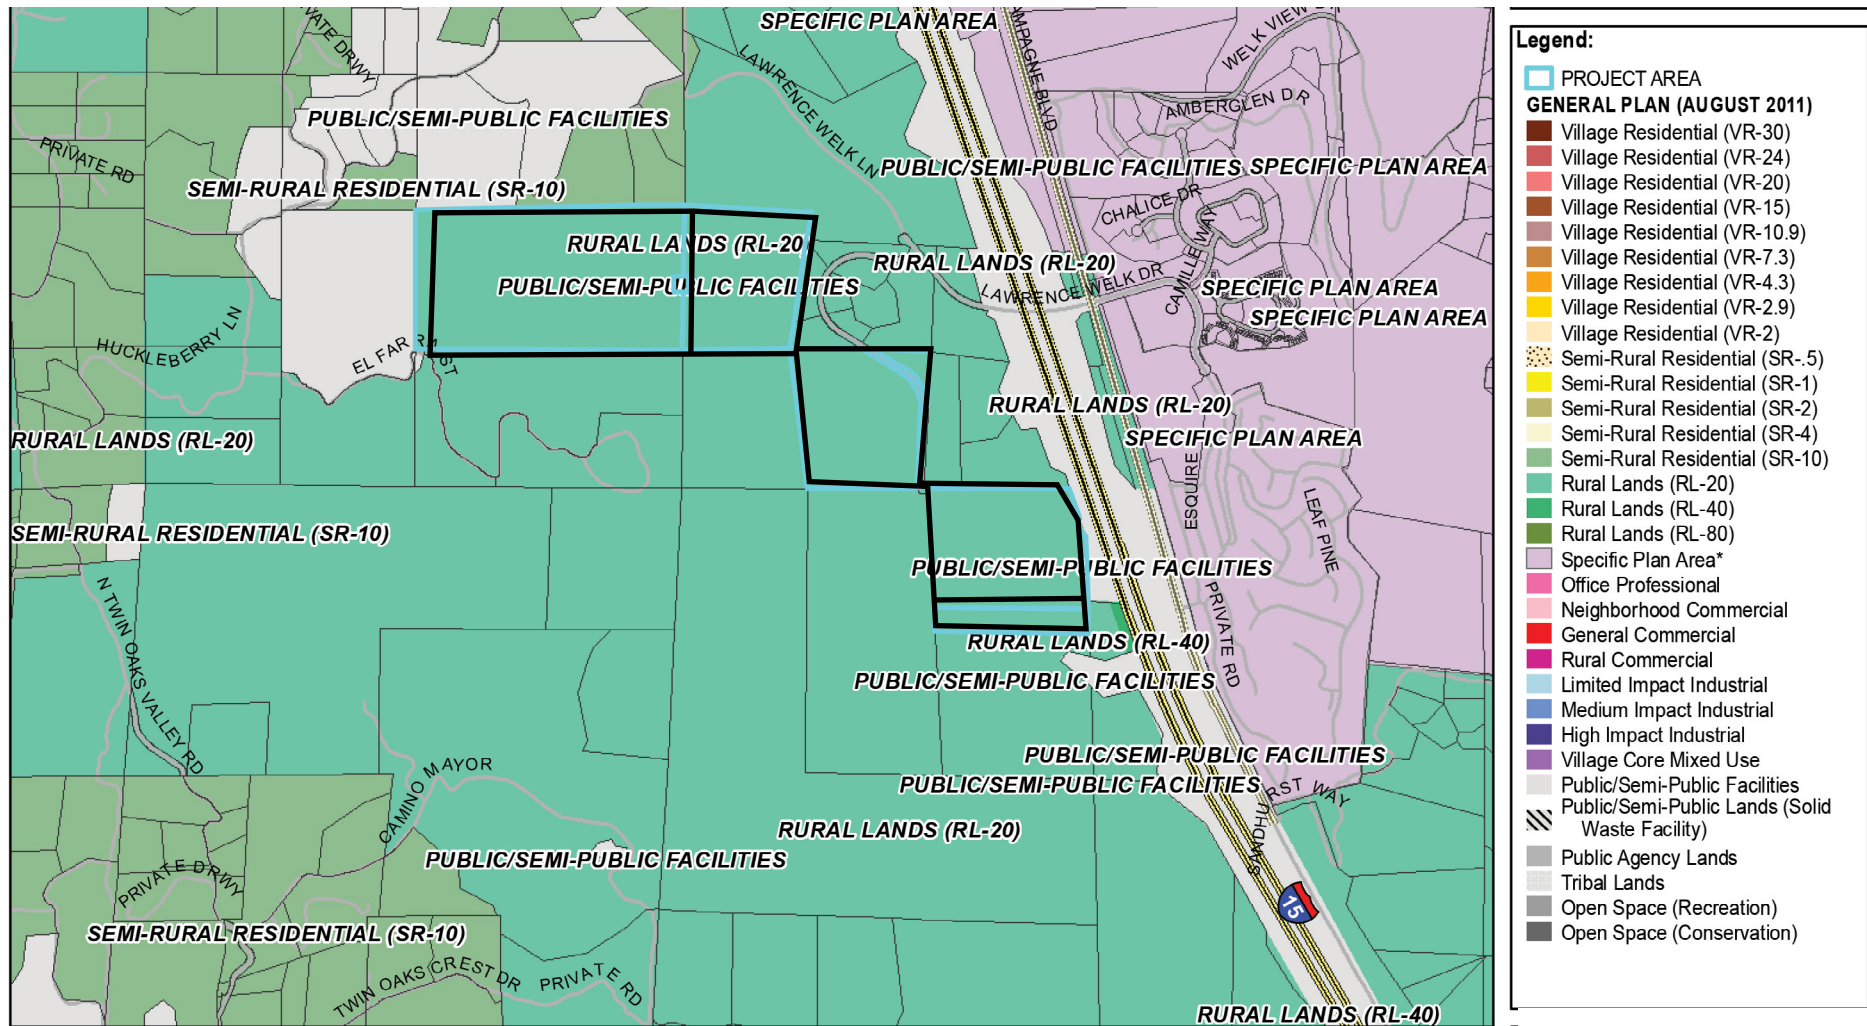 SPECIFIC PLAN AREA
PRIVATE DRWY
MPAGNE BLVD
WELK VIEW DR
LAWRENCE WELK LN
AMBERGLEN DR
PUBLIC/SEMI-PUBLIC FACILITIES
PRIVATE RD
PUBLIC/SEMI-PUBLIC FACILITIES
SPECIFIC PLAN AREA
SEMI-RURAL RESIDENTIAL (SR-10)
CHALICE DR
CAMILLE WAY
RURAL LANDS (RL-20)
RURAL LANDS (RL-20)
PUBLIC/SEMI-PUBLIC FACILITIES
LAWRENCE WELK DR
SPECIFIC PLAN AREA
SPECIFIC PLAN AREA
HUCKLEBERRY LN
EL FARRA ST
RURAL LANDS (RL-20)
RURAL LANDS (RL-20)
SPECIFIC PLAN AREA
ESQUIRE
LEAF PINE
SEMI-RURAL RESIDENTIAL (SR-10)
PUBLIC/SEMI-PUBLIC FACILITIES
PRIVATE RD
N TWIN OAKS VALLEY RD
RURAL LANDS (RL-40)
PUBLIC/SEMI-PUBLIC FACILITIES
PUBLIC/SEMI-PUBLIC FACILITIES
CAMINO MAYOR
PUBLIC/SEMI-PUBLIC FACILITIES
SANDHURST WAY
RURAL LANDS (RL-20)
PUBLIC/SEMI-PUBLIC FACILITIES
PRIVATE DRWY
15
SEMI-RURAL RESIDENTIAL (SR-10)
TWIN OAKS CREST DR
PRIVATE RD
RURAL LANDS (RL-40)
Legend:
PROJECT AREA
GENERAL PLAN (AUGUST 2011)
Village Residential (VR-30)
Village Residential (VR-24)
Village Residential (VR-20)
Village Residential (VR-15)
Village Residential (VR-10.9)
Village Residential (VR-7.3)
Village Residential (VR-4.3)
Village Residential (VR-2.9)
Village Residential (VR-2)
Semi-Rural Residential (SR-.5)
Semi-Rural Residential (SR-1)
Semi-Rural Residential (SR-2)
Semi-Rural Residential (SR-4)
Semi-Rural Residential (SR-10)
Rural Lands (RL-20)
Rural Lands (RL-40)
Rural Lands (RL-80)
Specific Plan Area*
Office Professional
Neighborhood Commercial
General Commercial
Rural Commercial
Limited Impact Industrial
Medium Impact Industrial
High Impact Industrial
Village Core Mixed Use
Public/Semi-Public Facilities
Public/Semi-Public Lands (Solid
Waste Facility)
Public Agency Lands
Tribal Lands
Open Space (Recreation)
Open Space (Conservation)